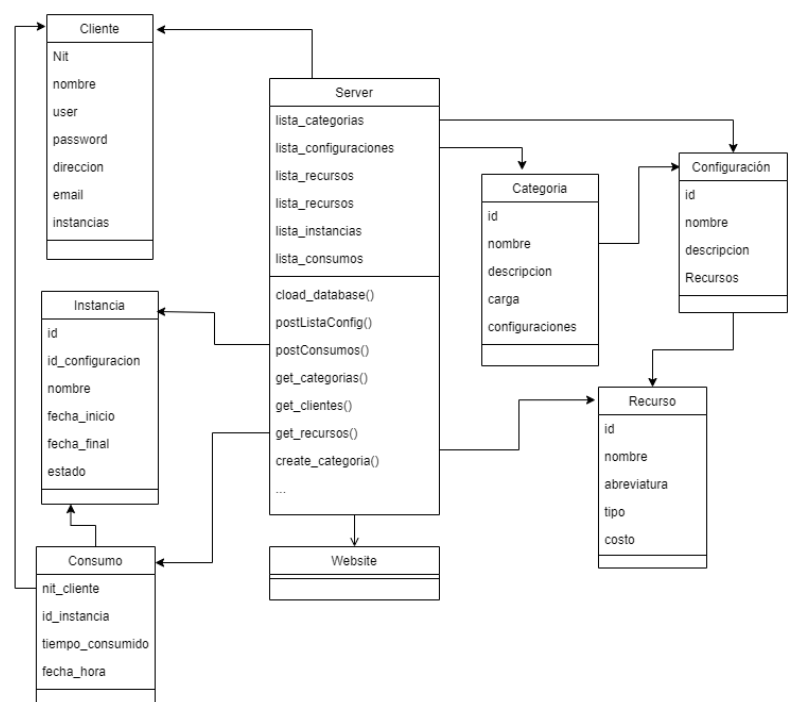 Cliente
Nit
nombre
user
password
direccion
email
instancias
Server
lista_categorias
lista_configuraciones
lista_recursos
lista_recursos
lista_instancias
lista_consumos
cload_database()
postListaConfig()
postConsumos()
get_categorias()
get_clientes()
get_recursos()
create_categoria()
...
Categoria
id
nombre
descripcion
carga
configuraciones
Configuración
id
nombre
descripcion
Recursos
Instancia
id
id_configuracion
nombre
fecha_inicio
fecha_final
estado
Recurso
id
nombre
abreviatura
tipo
costo
Consumo
nit_cliente
id_instancia
tiempo_consumido
fecha_hora
Website